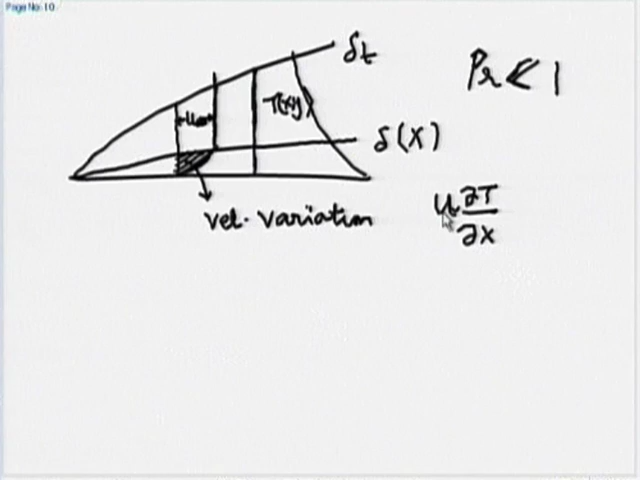 Page No: 10
δt
Pr << 1
u∞
T(x,y)
δ(x)
vel. variation
u ∂T/∂x